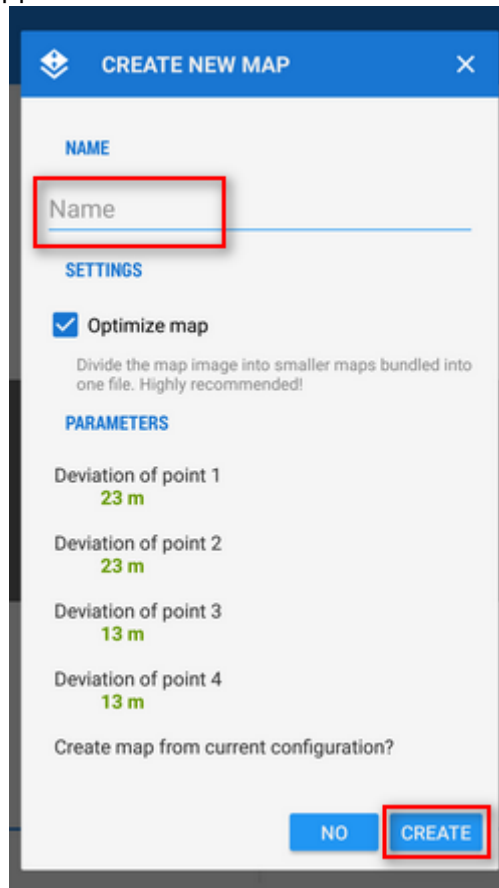 CREATE NEW MAP
NAME
Name
SETTINGS
Optimize map
Divide the map image into smaller maps bundled into
one file. Highly recommended!
PARAMETERS
Deviation of point 1
23 m
Deviation of point 2
23 m
Deviation of point 3
13 m
Deviation of point 4
13 m
Create map from current configuration?
NO CREATE